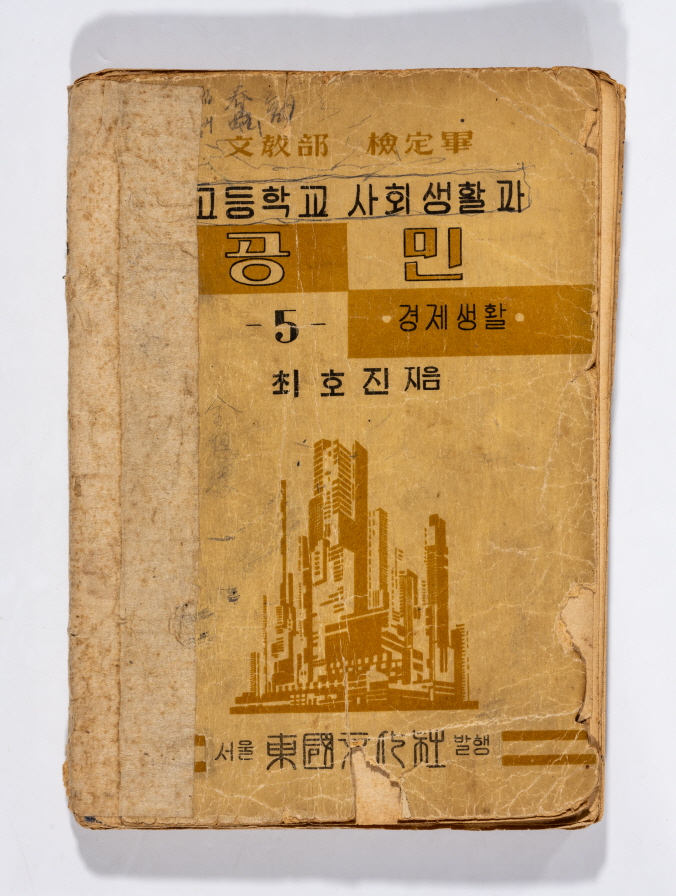 文敎部 檢定畢
고등학교 사회생활과
공민
-5- ·경제생활·
최호진 지음
서울 東國文化社 발행